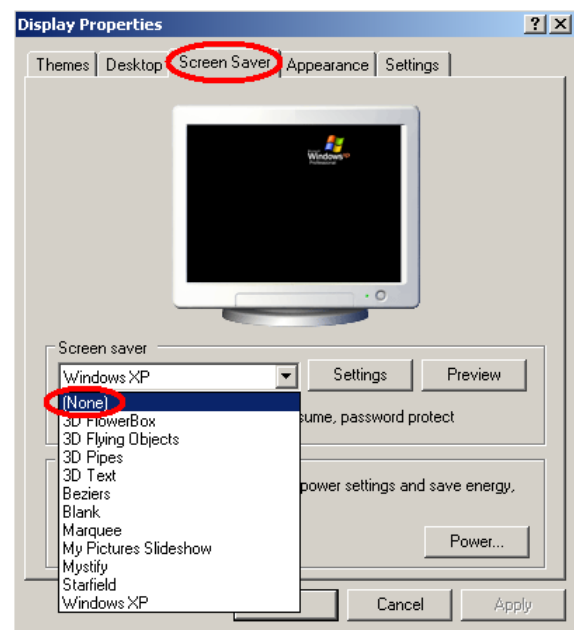 Display Properties
Themes Desktop Screen Saver Appearance Settings
Windows XP
Screen saver
Windows XP Settings Preview
(None)
3D FlowerBox
sume, password protect
3D Flying Objects
3D Pipes
3D Text
power settings and save energy,
Beziers
Blank
Marquee
My Pictures Slideshow
Power...
Mystify
Starfield
Windows XP
Cancel Apply